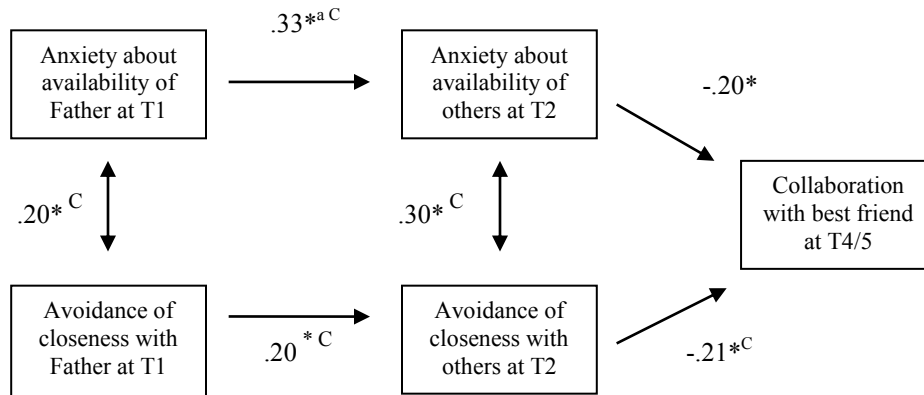 .33*a C
Anxiety about
availability of
Father at T1
Anxiety about
availability of
others at T2
-.20*
.20* C
.30* C
Collaboration
with best friend
at T4/5
Avoidance of
closeness with
Father at T1
.20 * C
Avoidance of
closeness with
others at T2
-.21*C